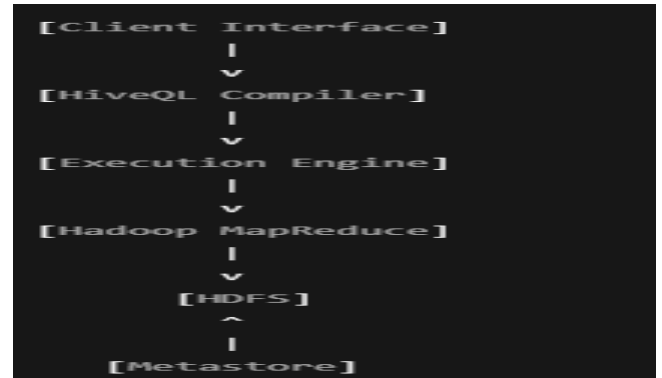 [Client Interface]
|
v
[HiveQL Compiler]
|
v
[Execution Engine]
|
v
[Hadoop MapReduce]
|
v
[HDFS]
^
|
[Metastore]